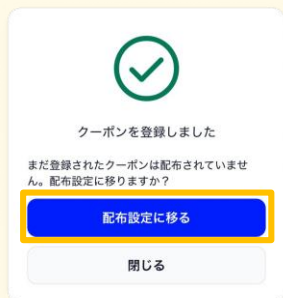 クーポンを登録しました
まだ登録されたクーポンは配布されていませ
ん。配布設定に移りますか？
配布設定に移る
閉じる